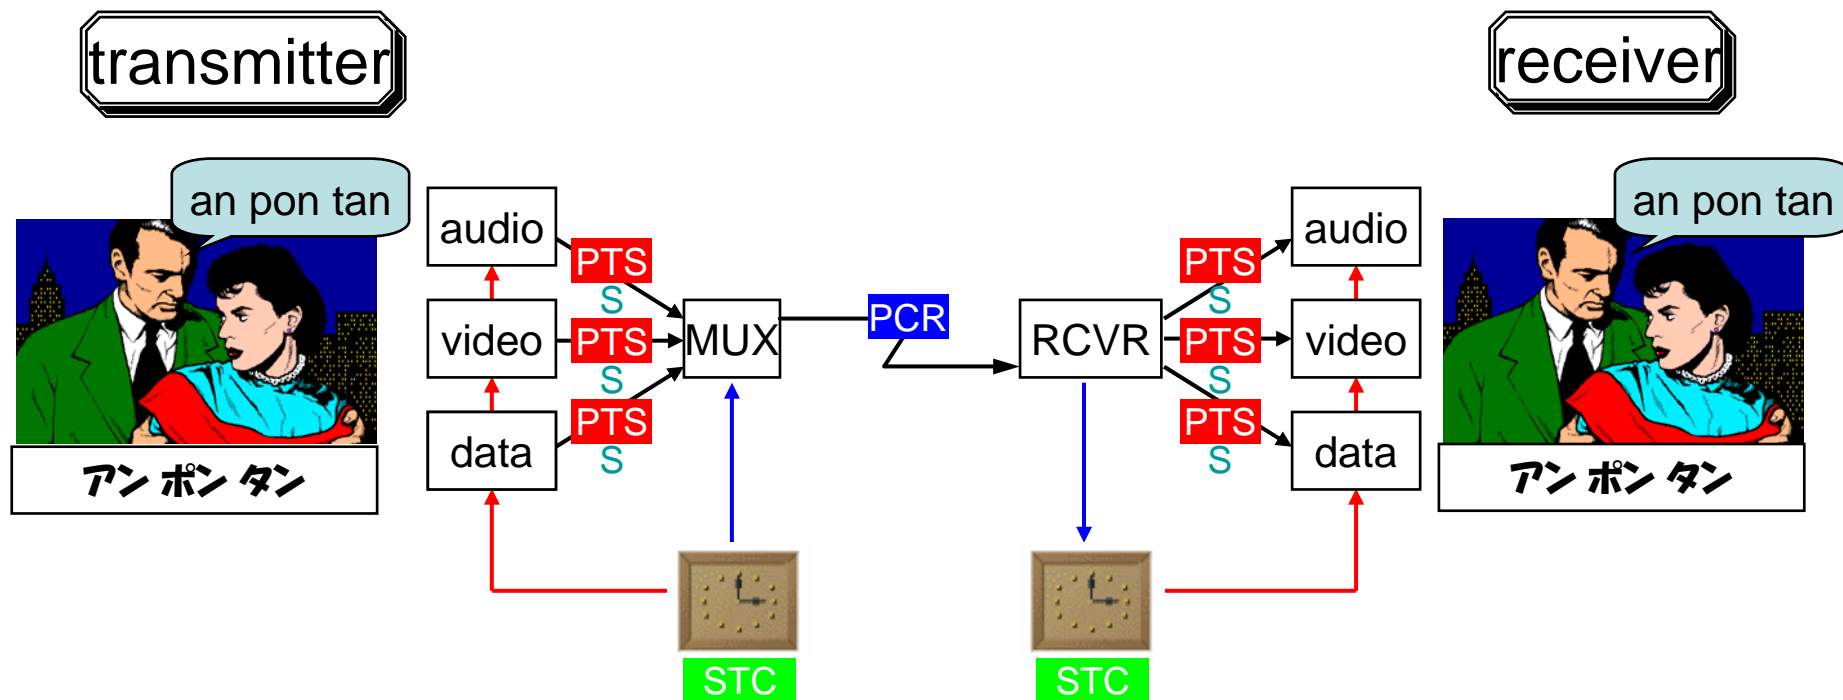 transmitter
receiver
an pon tan
an pon tan
audio
audio
PTS
PTS
S
S
video
PTS
MUX
PCR
RCVR
PTS
video
S
S
data
PTS
PTS
data
S
S
アン ポン タン
アン ポン タン
STC
STC